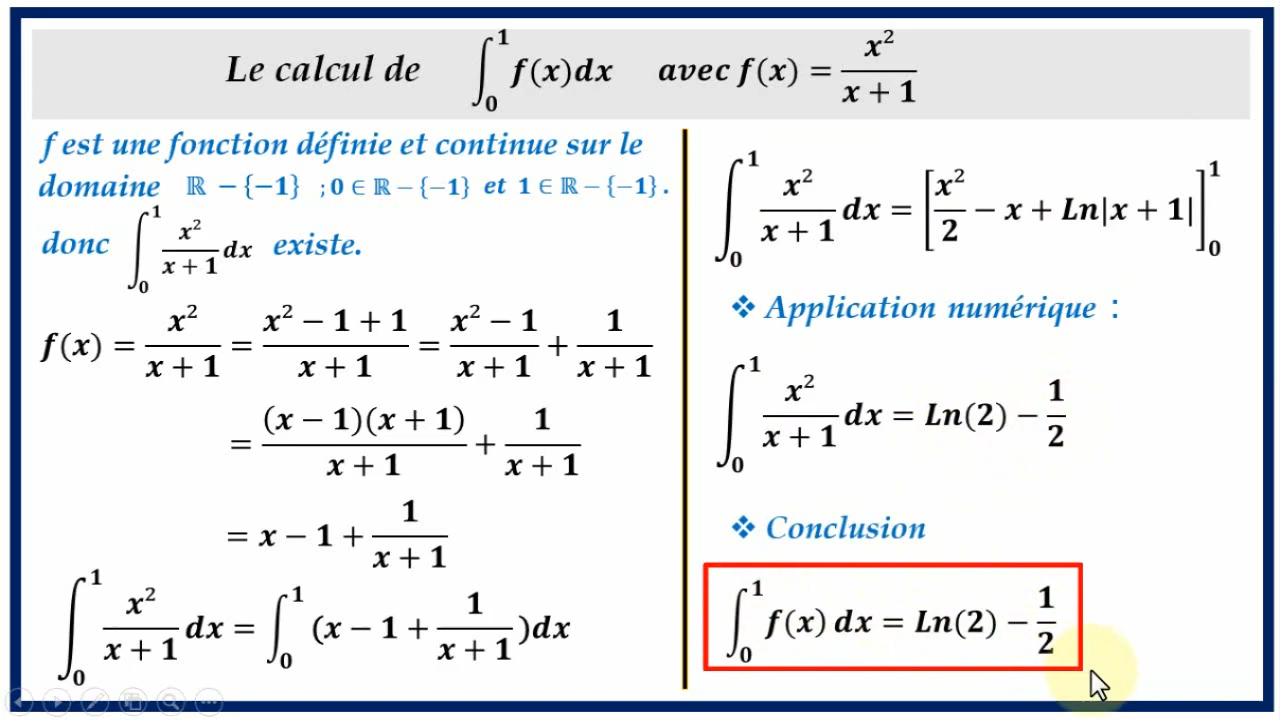 Le calcul de ∫₀¹ f(x)dx avec f(x) = x²/(x + 1)
f est une fonction définie et continue sur le
domaine ℝ − {−1} ; 0 ∈ ℝ − {−1} et 1 ∈ ℝ − {−1} .
donc ∫₀¹ x²/(x + 1) dx existe.
f(x) = x²/(x + 1) = (x² − 1 + 1)/(x + 1) = (x² − 1)/(x + 1) + 1/(x + 1)
= (x − 1)(x + 1)/(x + 1) + 1/(x + 1)
= x − 1 + 1/(x + 1)
∫₀¹ x²/(x + 1) dx = ∫₀¹ (x − 1 + 1/(x + 1))dx
∫₀¹ x²/(x + 1) dx = [x²/2 − x + Ln|x + 1|]₀¹
❖ Application numérique :
∫₀¹ x²/(x + 1) dx = Ln(2) − 1/2
❖ Conclusion
∫₀¹ f(x) dx = Ln(2) − 1/2